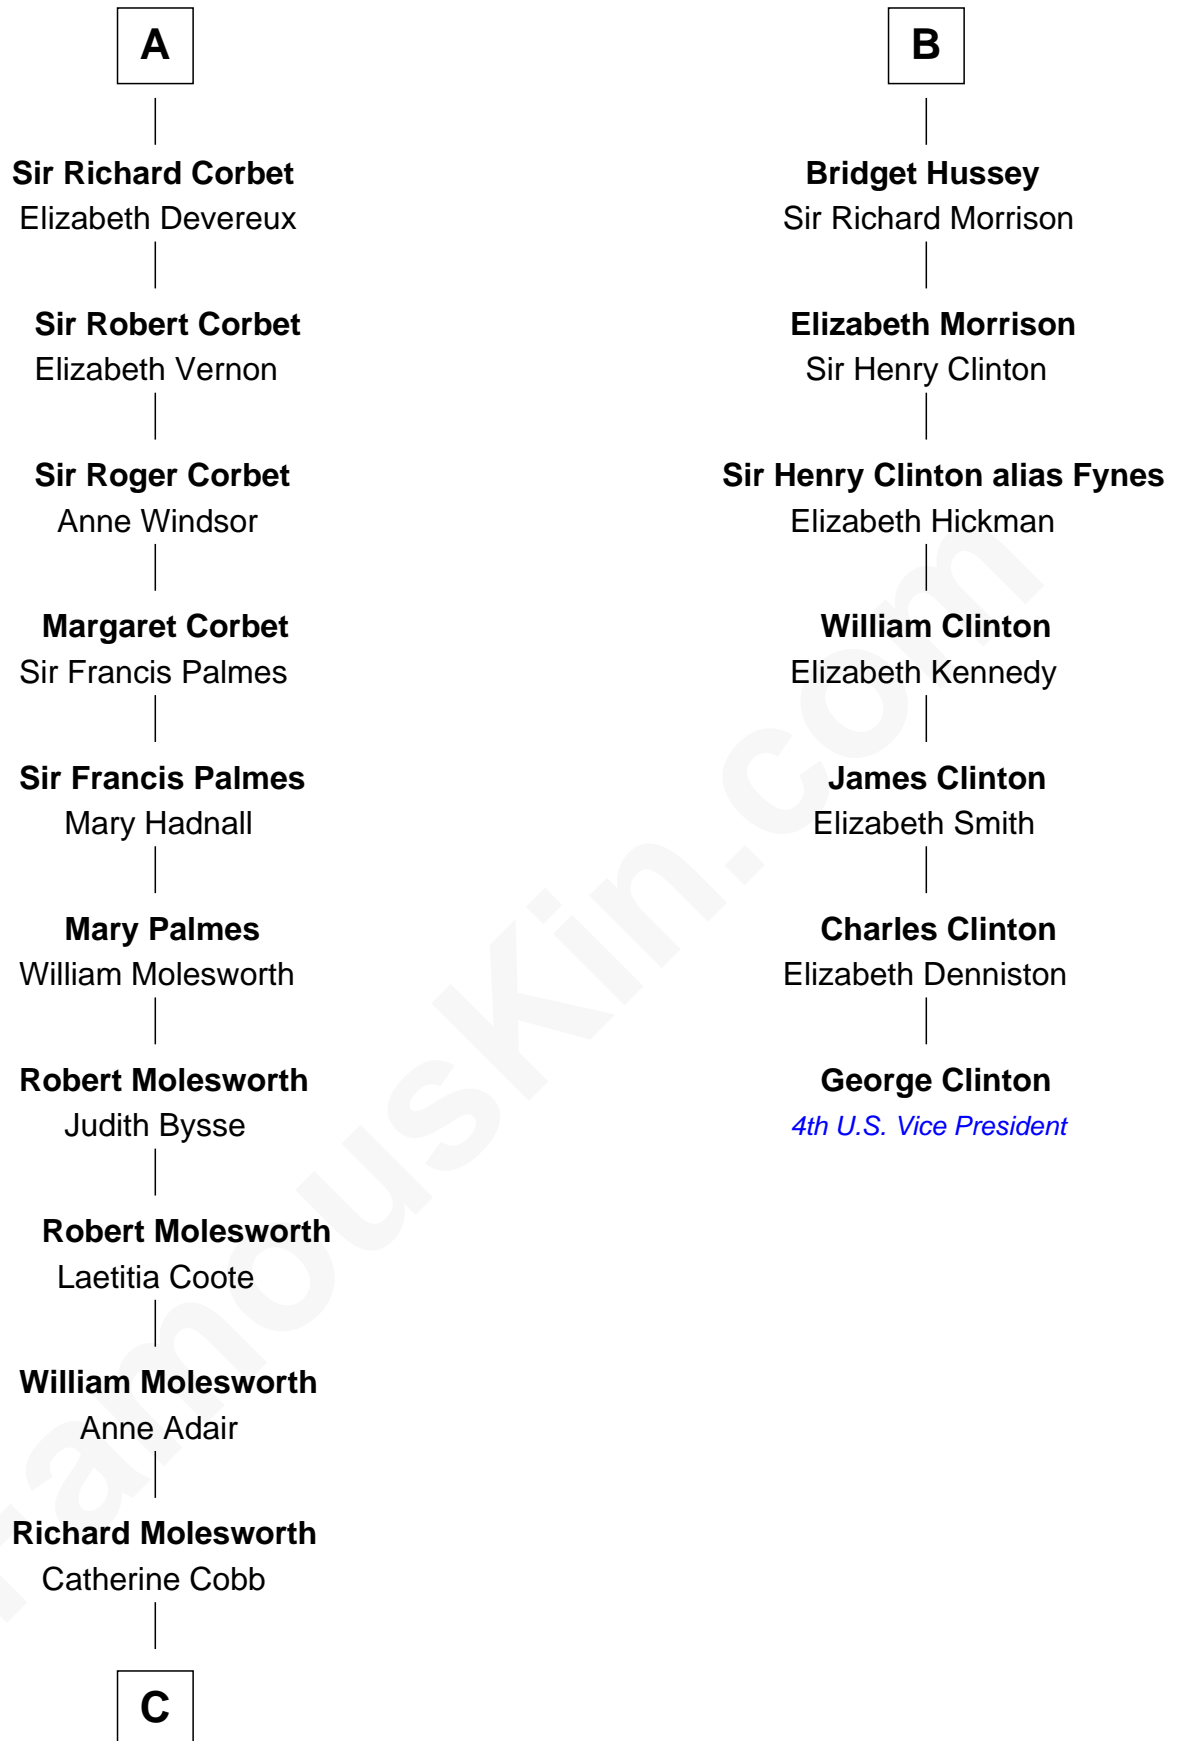 A
Sir Richard Corbet
Elizabeth Devereux
Sir Robert Corbet
Elizabeth Vernon
Sir Roger Corbet
Anne Windsor
Margaret Corbet
Sir Francis Palmes
Sir Francis Palmes
Mary Hadnall
Mary Palmes
William Molesworth
Robert Molesworth
Judith Bysse
Robert Molesworth
Laetitia Coote
William Molesworth
Anne Adair
Richard Molesworth
Catherine Cobb
C
B
Bridget Hussey
Sir Richard Morrison
Elizabeth Morrison
Sir Henry Clinton
Sir Henry Clinton alias Fynes
Elizabeth Hickman
William Clinton
Elizabeth Kennedy
James Clinton
Elizabeth Smith
Charles Clinton
Elizabeth Denniston
George Clinton
4th U.S. Vice President
FamousKin.com